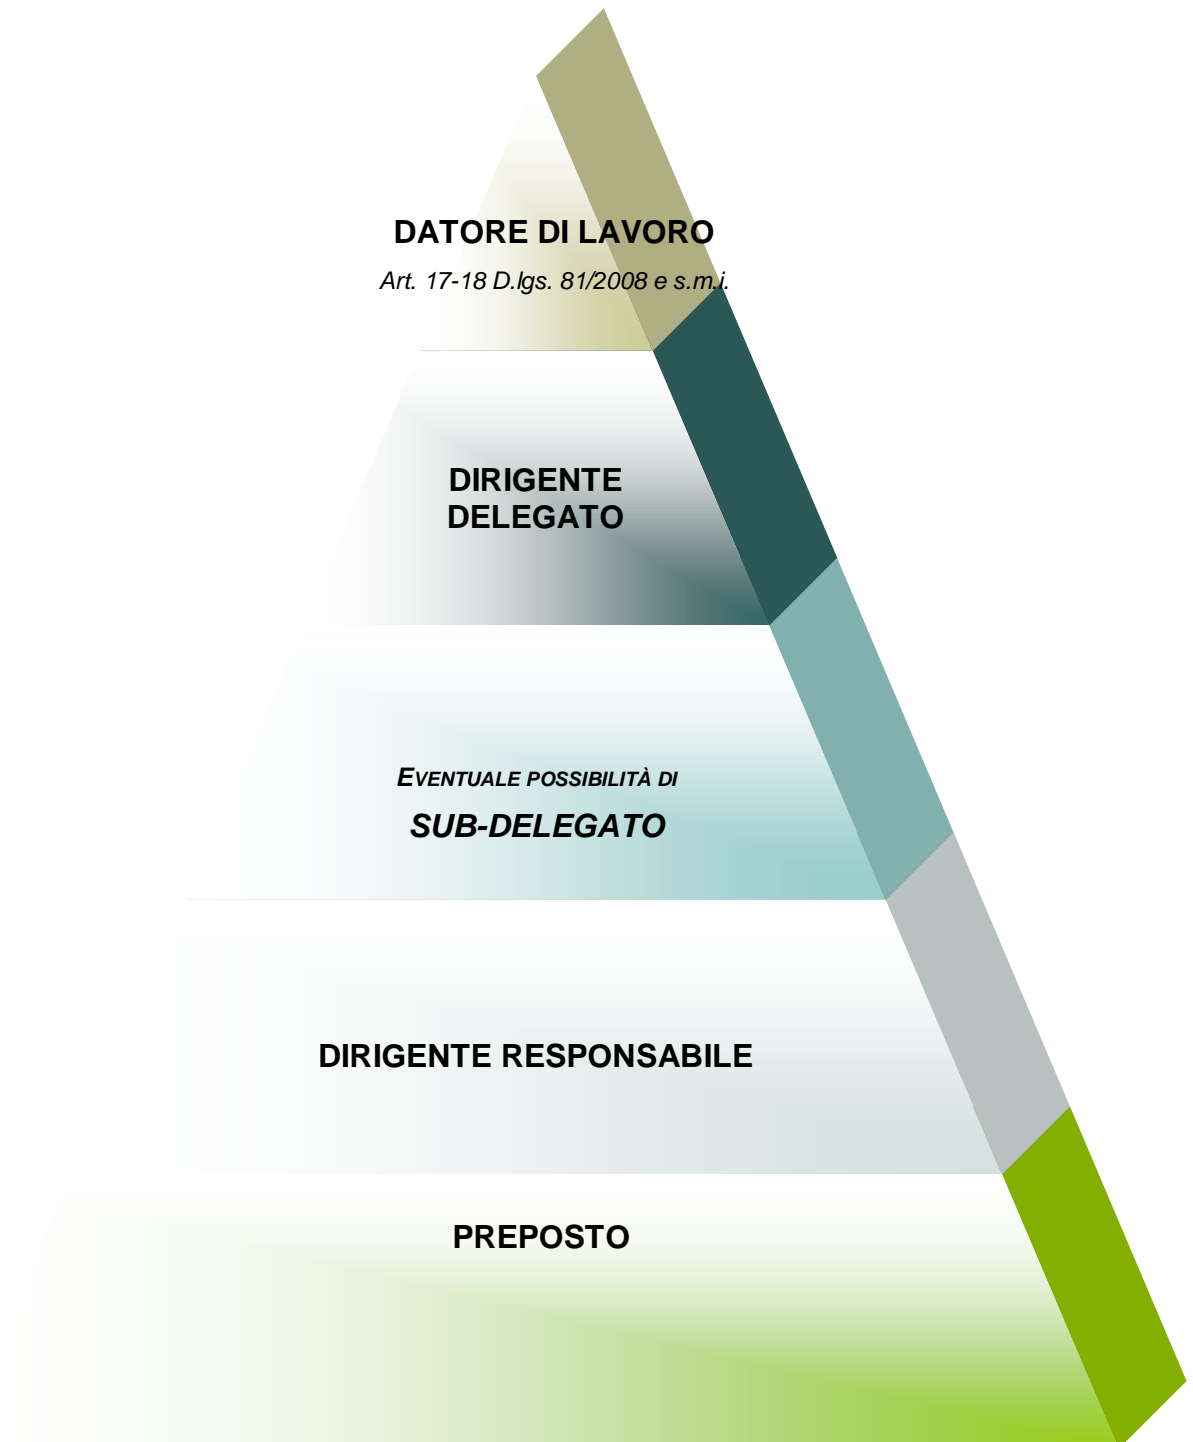 DATORE DI LAVORO
Art. 17-18 D.lgs. 81/2008 e s.m.i.
DIRIGENTE
DELEGATO
EVENTUALE POSSIBILITÀ DI
SUB-DELEGATO
DIRIGENTE RESPONSABILE
PREPOSTO